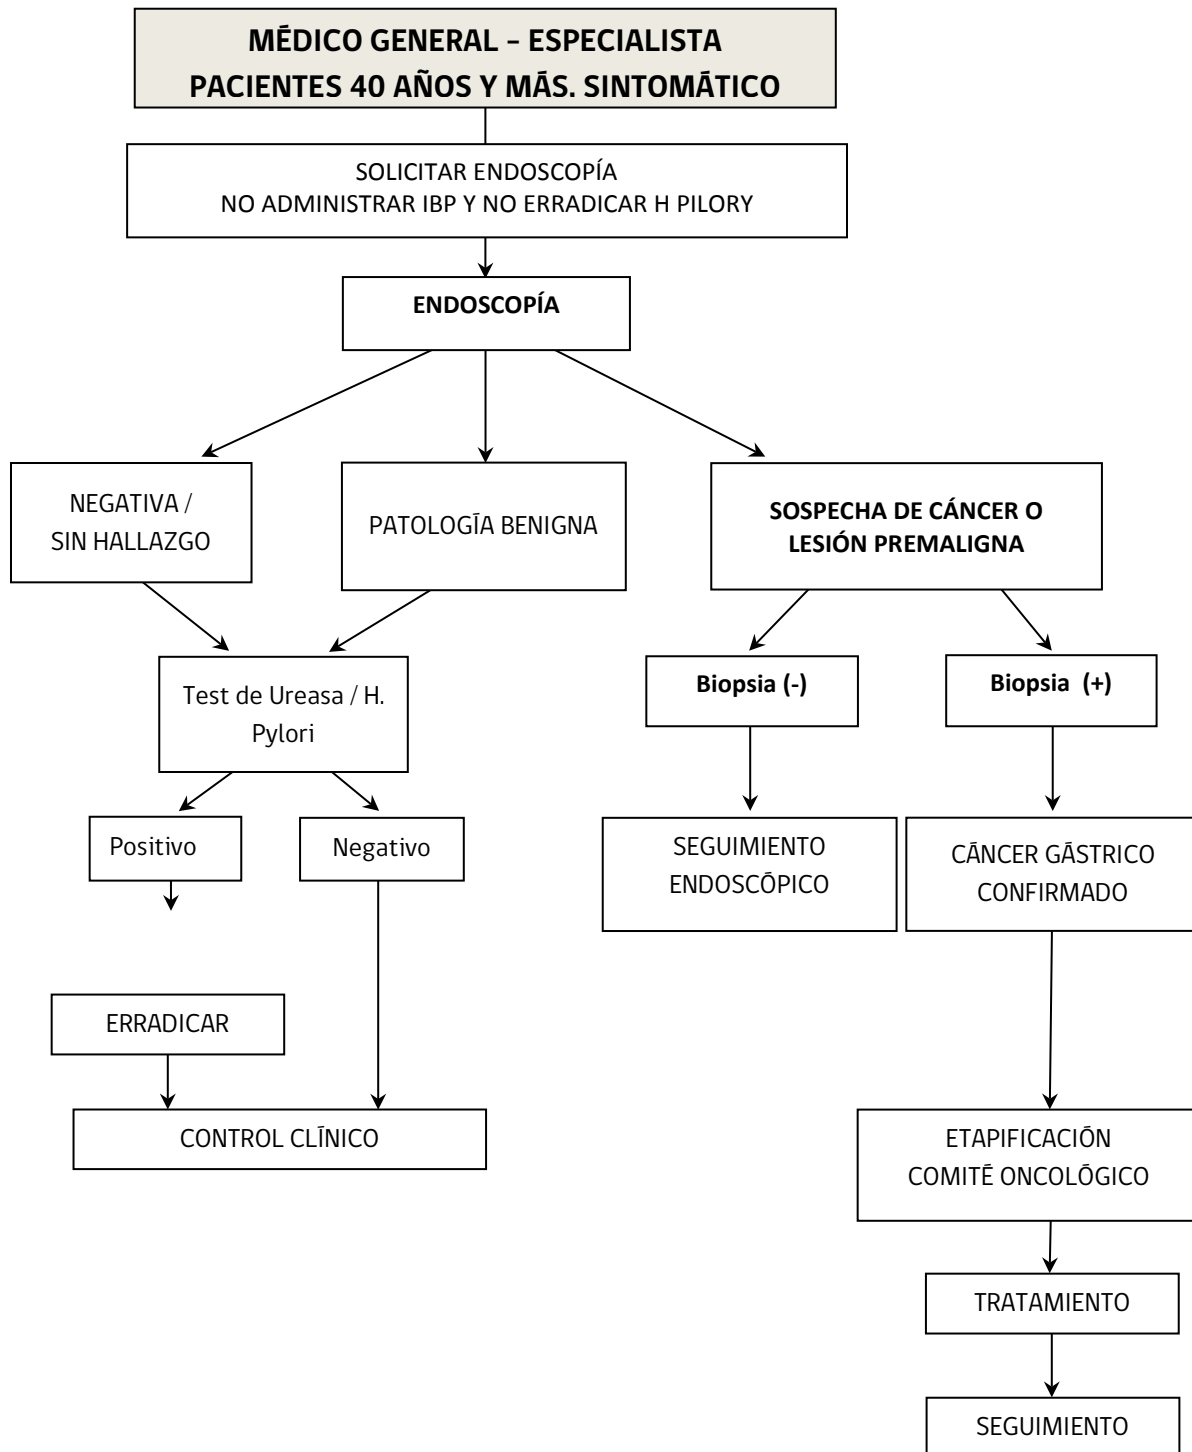 MÉDICO GENERAL – ESPECIALISTA
PACIENTES 40 AÑOS Y MÁS. SINTOMÁTICO
SOLICITAR ENDOSCOPÍA
NO ADMINISTRAR IBP Y NO ERRADICAR H PILORY
ENDOSCOPÍA
NEGATIVA /
SIN HALLAZGO
PATOLOGÍA BENIGNA
SOSPECHA DE CÁNCER O
LESIÓN PREMALIGNA
Test de Ureasa / H.
Pylori
Biopsia (-)
Biopsia (+)
Positivo
Negativo
SEGUIMIENTO
ENDOSCÓPICO
CÁNCER GÁSTRICO
CONFIRMADO
ERRADICAR
CONTROL CLÍNICO
ETAPIFICACIÓN
COMITÉ ONCOLÓGICO
TRATAMIENTO
SEGUIMIENTO